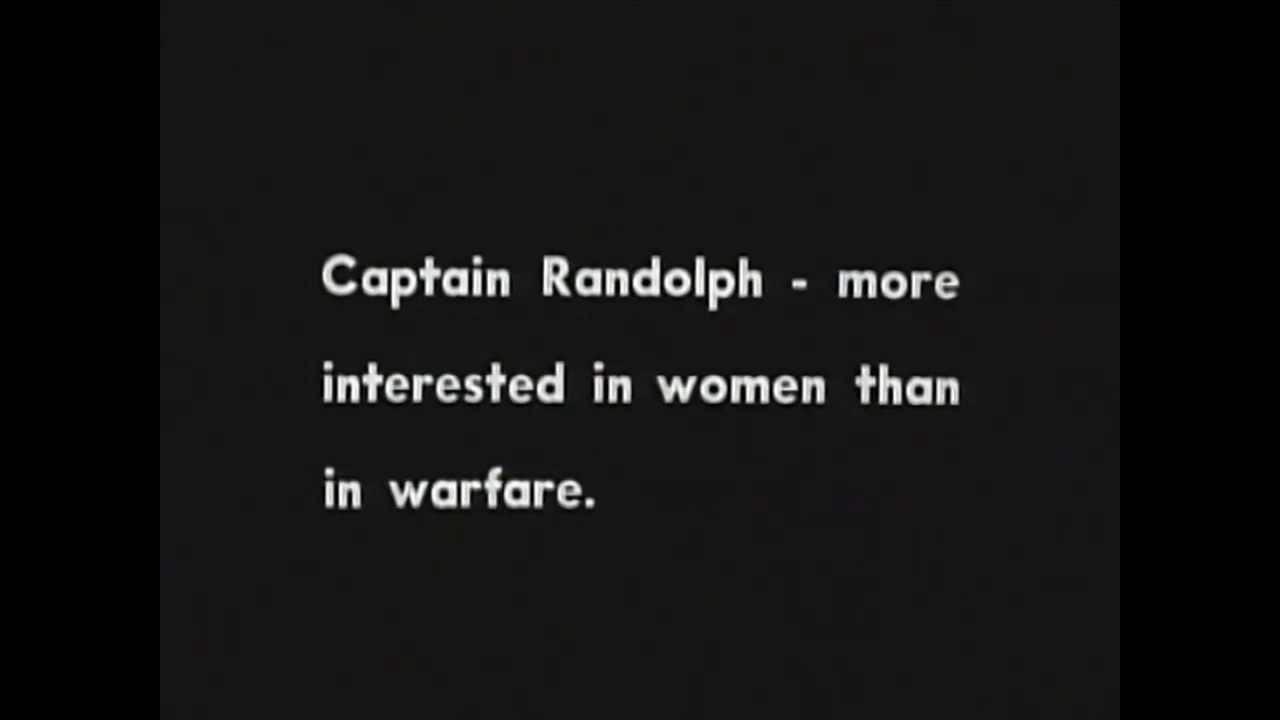 Captain Randolph - more
interested in women than
in warfare.